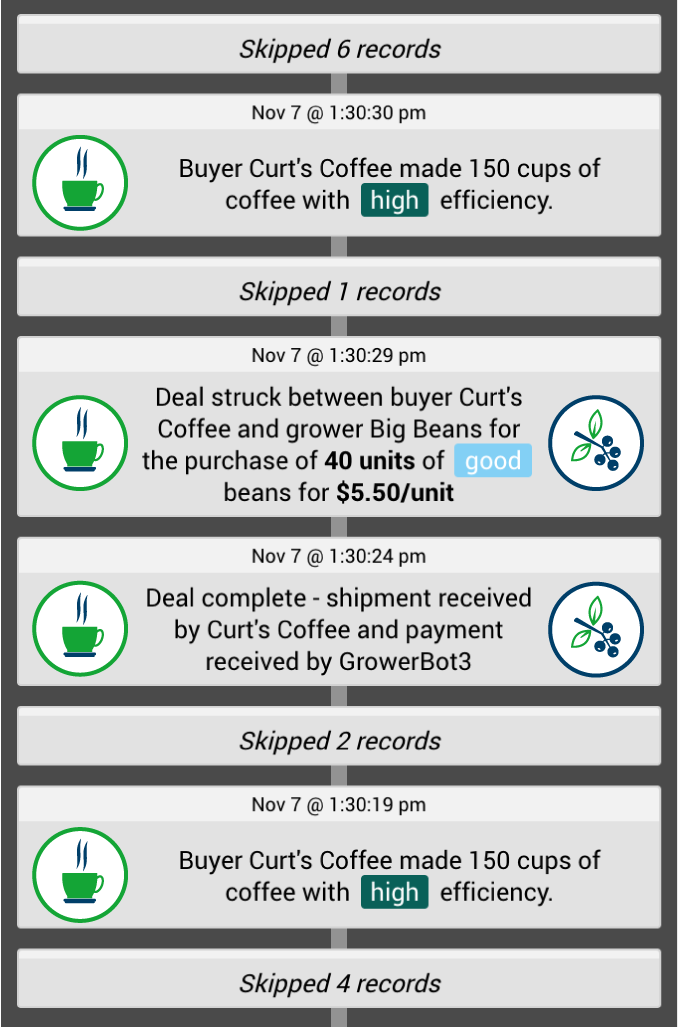 Skipped 6 records
Nov 7 @ 1:30:30 pm
Buyer Curt's Coffee made 150 cups of
coffee with high efficiency.
Skipped 1 records
Nov 7 @ 1:30:29 pm
Deal struck between buyer Curt's
Coffee and grower Big Beans for
the purchase of 40 units of good
beans for $5.50/unit
Nov 7 @ 1:30:24 pm
Deal complete - shipment received
by Curt's Coffee and payment
received by GrowerBot3
Skipped 2 records
Nov 7 @ 1:30:19 pm
Buyer Curt's Coffee made 150 cups of
coffee with high efficiency.
Skipped 4 records